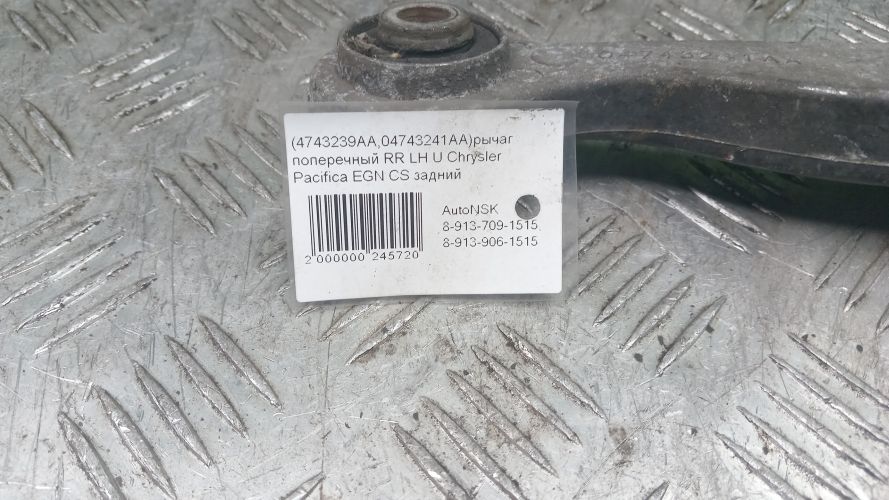 (4743239AA,04743241AA)рычаг
поперечный RR LH U Chrysler
Pacifica EGN CS задний
AutoNSK
8-913-709-1515
8-913-906-1515
2 000000 245720